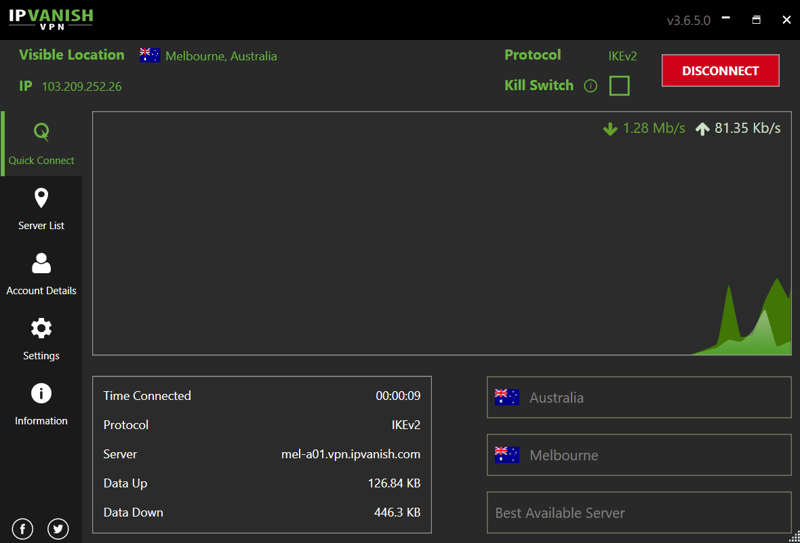 IPVANISH
VPN
v3.6.5.0
Visible Location Melbourne, Australia
IP 103.209.252.26
Protocol IKEv2
Kill Switch
DISCONNECT
Quick Connect
Server List
Account Details
Settings
Information
1.28 Mb/s 81.35 Kb/s
Time Connected 00:00:09
Protocol IKEv2
Server mel-a01.vpn.ipvanish.com
Data Up 126.84 KB
Data Down 446.3 KB
Australia
Melbourne
Best Available Server